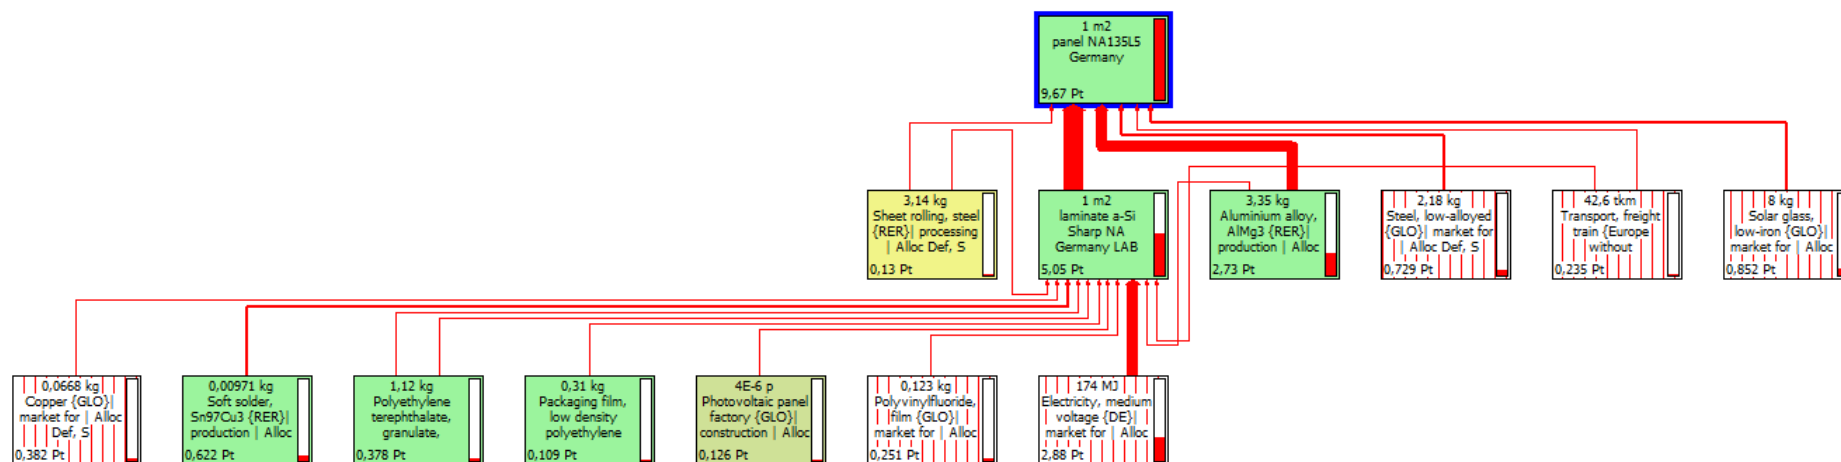 1 m2
panel NA135L5
Germany
9,67 Pt
3,14 kg
Sheet rolling, steel
{RER}| processing
| Alloc Def, S
0,13 Pt
1 m2
laminate a-Si
Sharp NA
Germany LAB
5,05 Pt
3,35 kg
Aluminium alloy,
AlMg3 {RER}|
production | Alloc
2,73 Pt
2,18 kg
Steel, low-alloyed
{GLO}| market for
| Alloc Def, S
0,729 Pt
42,6 tkm
Transport, freight
train {Europe
without
0,235 Pt
8 kg
Solar glass,
low-iron {GLO}|
market for | Alloc
0,852 Pt
0,0668 kg
Copper {GLO}|
market for | Alloc
Def, S
0,382 Pt
0,00971 kg
Soft solder,
Sn97Cu3 {RER}|
production | Alloc
0,622 Pt
1,12 kg
Polyethylene
terephthalate,
granulate,
0,378 Pt
0,31 kg
Packaging film,
low density
polyethylene
0,109 Pt
4E-6 p
Photovoltaic panel
factory {GLO}|
construction | Alloc
0,126 Pt
0,123 kg
Polyvinylfluoride,
film {GLO}|
market for | Alloc
0,251 Pt
174 MJ
Electricity, medium
voltage {DE}|
market for | Alloc
2,88 Pt